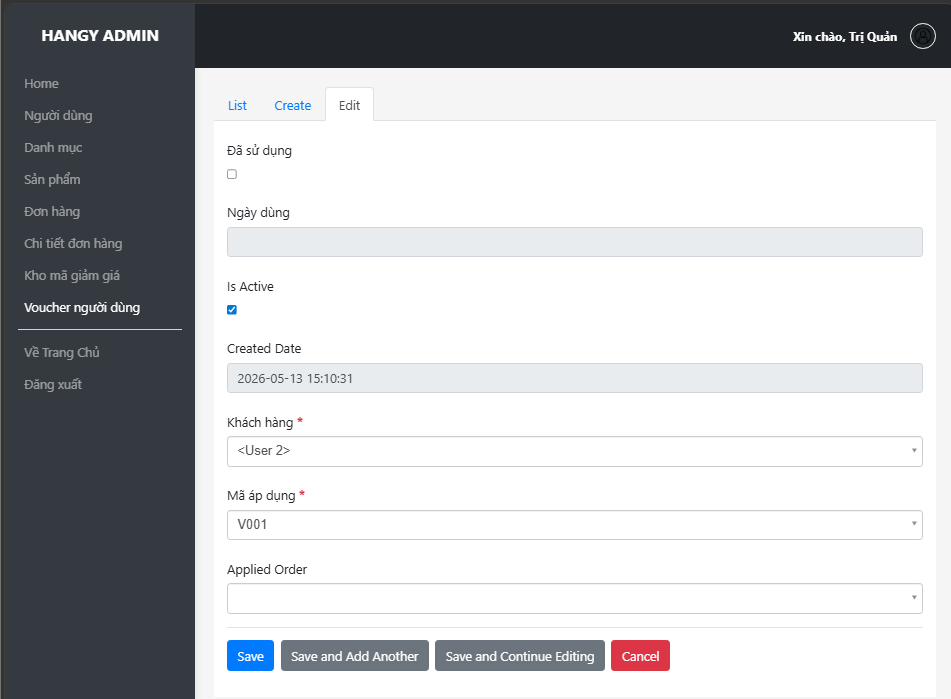 HANGY ADMIN
Xin chào, Trị Quản
Home
Người dùng
Danh mục
Sản phẩm
Đơn hàng
Chi tiết đơn hàng
Kho mã giảm giá
Voucher người dùng
Về Trang Chủ
Đăng xuất
List Create Edit
Đã sử dụng
Ngày dùng
Is Active
Created Date
2026-05-13 15:10:31
Khách hàng *
<User 2>
Mã áp dụng *
V001
Applied Order
Save Save and Add Another Save and Continue Editing Cancel